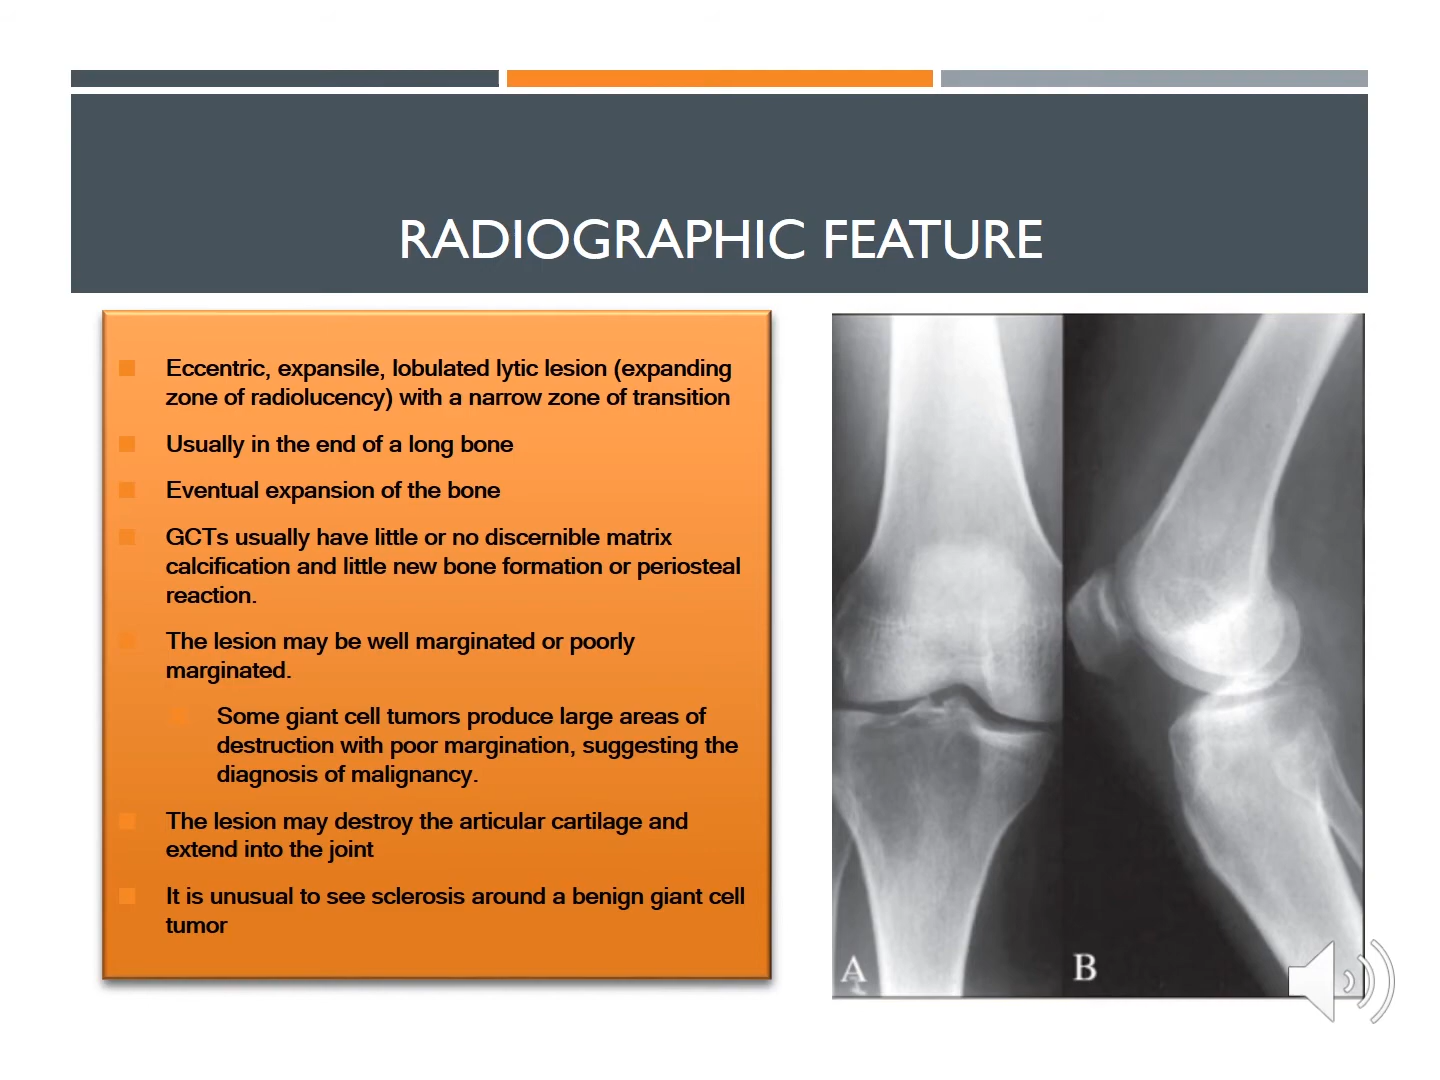 RADIOGRAPHIC FEATURE
Eccentric, expansile, lobulated lytic lesion (expanding
zone of radiolucency) with a narrow zone of transition
Usually in the end of a long bone
Eventual expansion of the bone
GCTs usually have little or no discernible matrix
calcification and little new bone formation or periosteal
reaction.
The lesion may be well marginated or poorly
marginated.
Some giant cell tumors produce large areas of
destruction with poor margination, suggesting the
diagnosis of malignancy.
The lesion may destroy the articular cartilage and
extend into the joint
It is unusual to see sclerosis around a benign giant cell
tumor
A
B